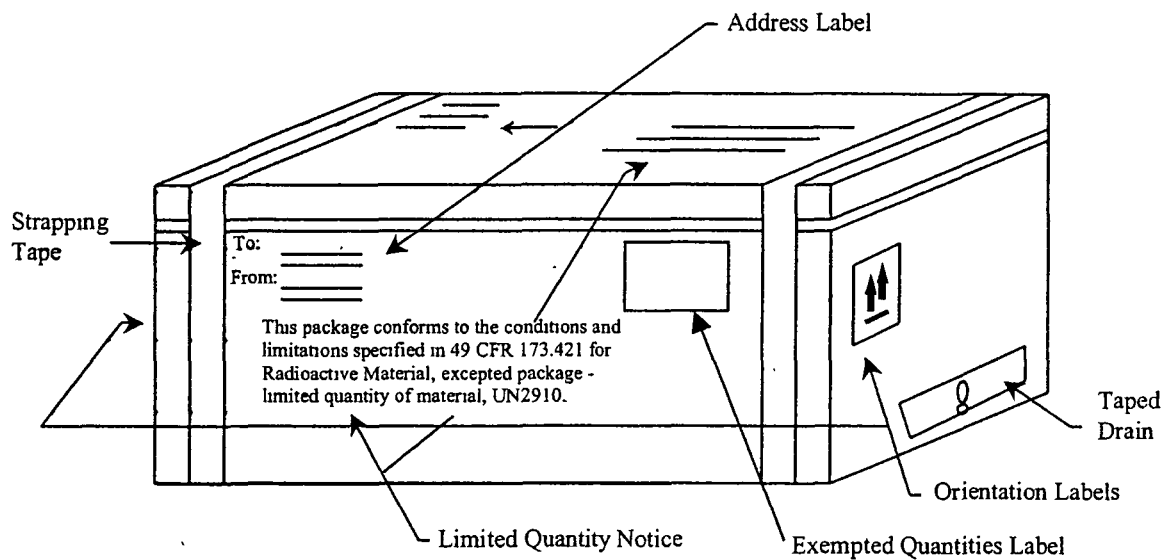 Address Label
Strapping
Tape
To:
From:
This package conforms to the conditions and
limitations specified in 49 CFR 173.421 for
Radioactive Material, excepted package -
limited quantity of material, UN2910.
Taped
Drain
Orientation Labels
Limited Quantity Notice
Exempted Quantities Label